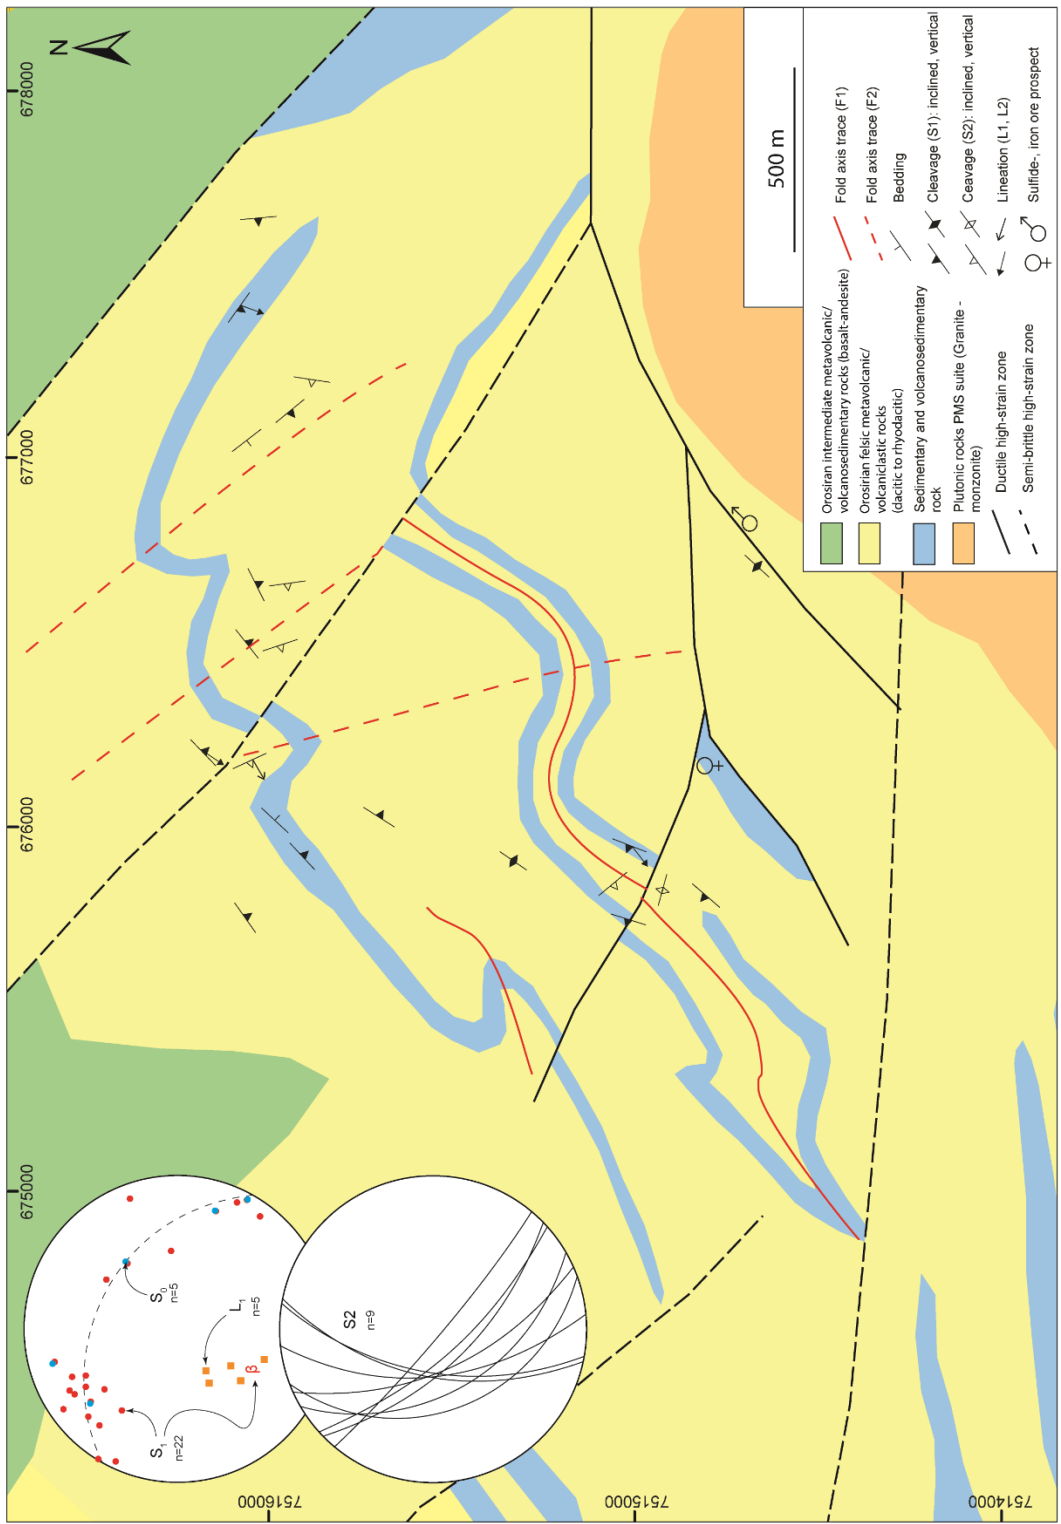 N
678000
677000
676000
675000
7516000
7515000
7514000
S0
n=5
L1
n=5
β
S1
n=22
S2
n=9
500 m
Orosiran intermediate metavolcanic/
volcanosedimentary rocks (basalt-andesite)
Orosirian felsic metavolcanic/
volcaniclastic rocks
(dacitic to rhyodacitic)
Sedimentary and volcanosedimentary
rock
Plutonic rocks PMS suite (Granite -
monzonite)
Ductile high-strain zone
Semi-brittle high-strain zone
Fold axis trace (F1)
Fold axis trace (F2)
Bedding
Cleavage (S1): inclined, vertical
Ceavage (S2): inclined, vertical
Lineation (L1, L2)
Sulfide-, iron ore prospect